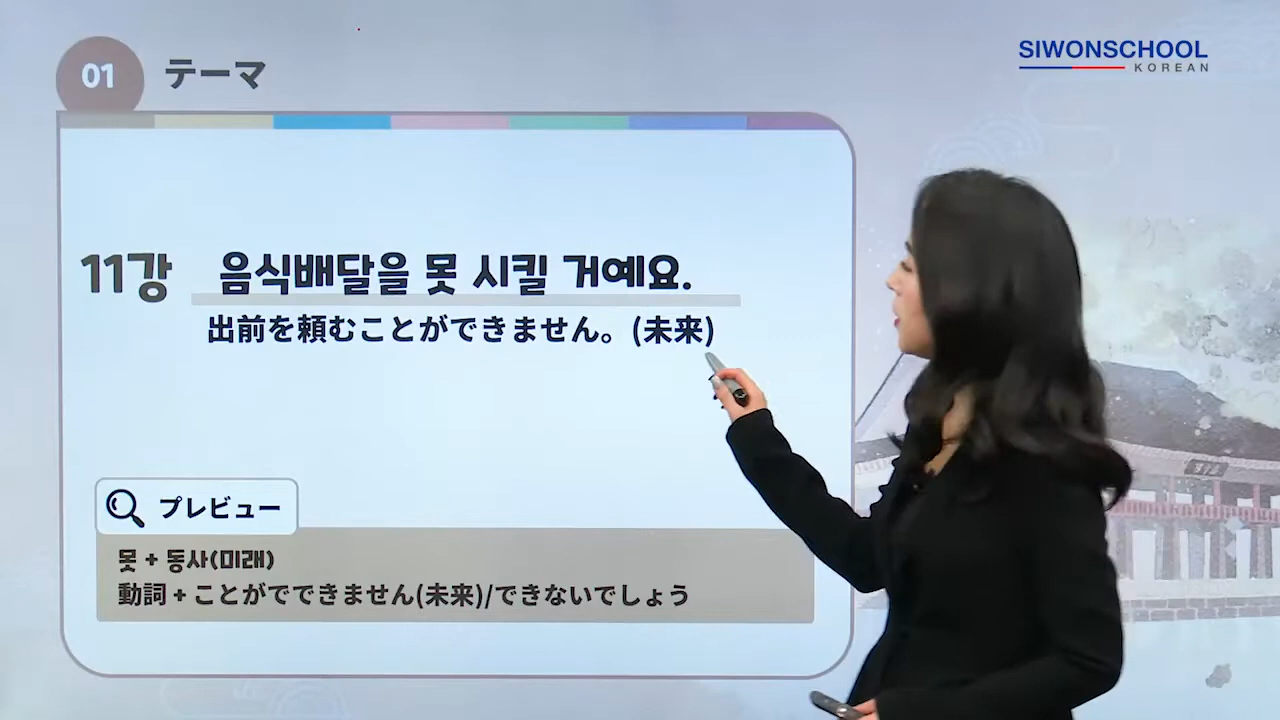 01 テーマ
SIWONSCHOOL
KOREAN
11강 음식배달을 못 시킬 거예요.
出前を頼むことができません。(未来)
プレビュー
못 + 동사(미래)
動詞 + ことがでできません(未来)/できないでしょう